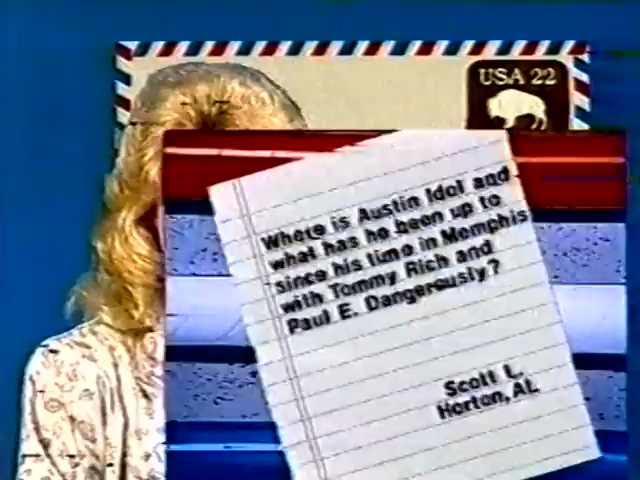 USA 22
Where is Austin Idol and
what has he been up to
since his time in Memphis
with Tommy Rich and
Paul E. Dangerously?
Scott L.
Horton, AL